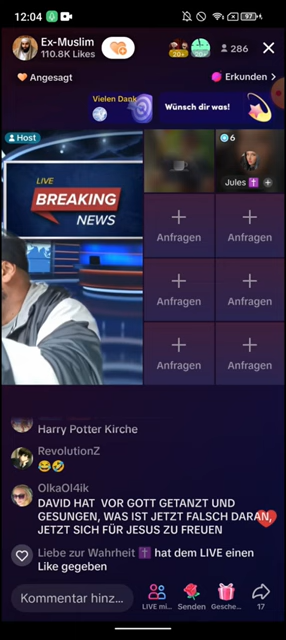 12:04
97
Ex-Muslim
110.8K Likes
20+
20+
286
Angesagt
Erkunden
Vielen Dank
Wünsch dir was!
Host
LIVE
BREAKING
NEWS
6
Jules ✝️ +
Anfragen
Anfragen
Anfragen
Anfragen
Anfragen
Anfragen
Harry Potter Kirche
RevolutionZ
😂🤣
OlkaOl4ik
DAVID HAT VOR GOTT GETANZT UND
GESUNGEN, WAS IST JETZT FALSCH DARAN,
JETZT SICH FÜR JESUS ZU FREUEN
Liebe zur Wahrheit ✝️ hat dem LIVE einen
Like gegeben
Kommentar hinz...
LIVE mi...
Senden
Gesche...
17